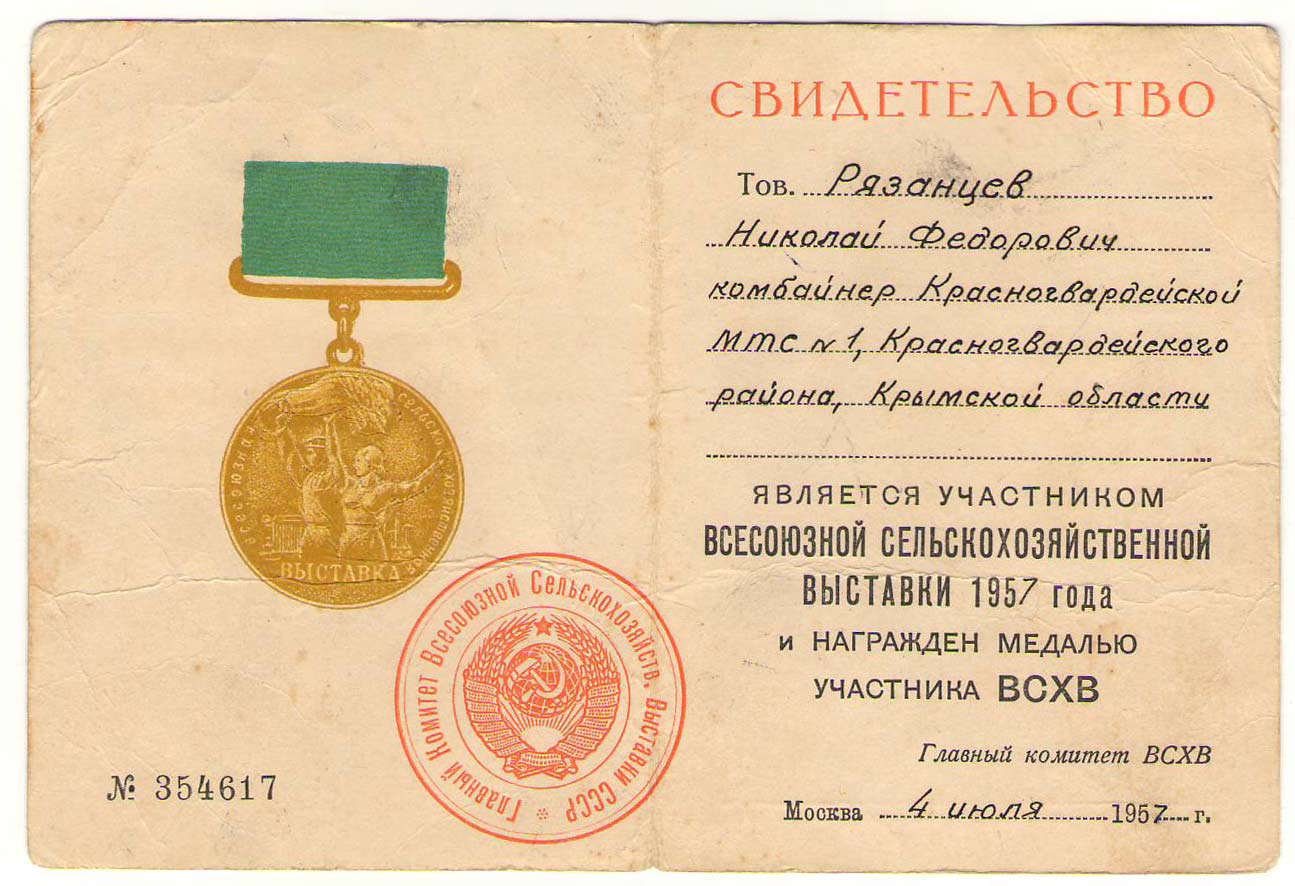 ВСЕСОЮЗНАЯ СЕЛЬСКОХОЗЯЙСТВЕННАЯ
ВЫСТАВКА
Главный Комитет Всесоюзной Сельскохозяйств. Выставки СССР
№ 354617
СВИДЕТЕЛЬСТВО
Тов. Рязанцев
Николай Федорович
комбайнер Красногвардейской
МТС №1, Красногвардейского
района, Крымской области
ЯВЛЯЕТСЯ УЧАСТНИКОМ
ВСЕСОЮЗНОЙ СЕЛЬСКОХОЗЯЙСТВЕННОЙ
ВЫСТАВКИ 1957 года
и НАГРАЖДЕН МЕДАЛЬЮ
УЧАСТНИКА ВСХВ
Главный комитет ВСХВ
Москва 4 июля 1957 г.